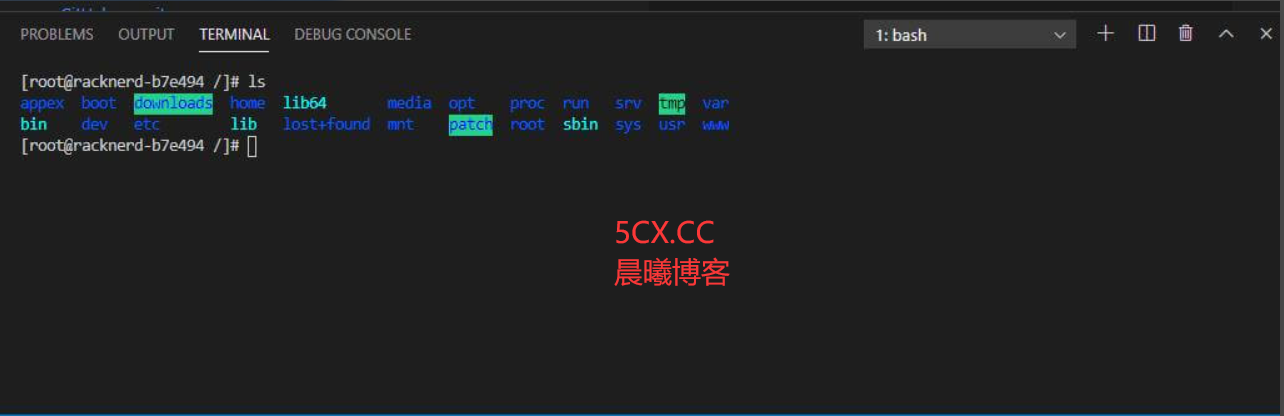 PROBLEMS OUTPUT TERMINAL DEBUG CONSOLE 1: bash
[root@racknerd-b7e494 /]# ls
appex boot downloads home lib64 media opt proc run srv tmp var
bin dev etc lib lost+found mnt patch root sbin sys usr www
[root@racknerd-b7e494 /]#
5CX.CC
晨曦博客